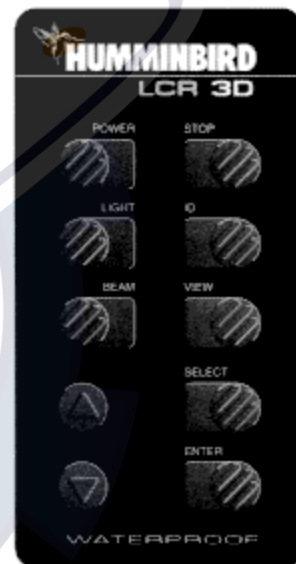 HUMMINBIRD
LCR 3D
POWER STOP
LIGHT ID
BEAM VIEW
SELECT
ENTER
WATERPROOF